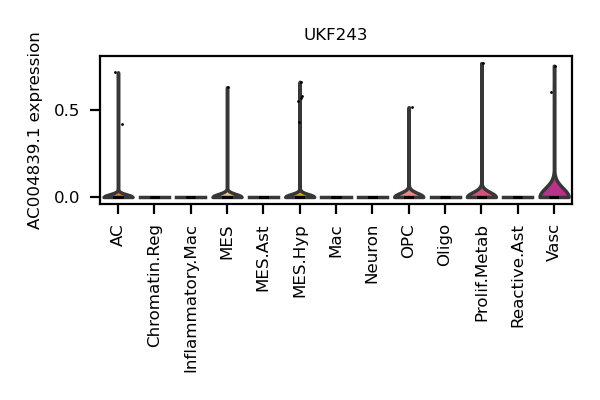 UKF243
AC004839.1 expression
0.5
0.0
AC
Chromatin.Reg
Inflammatory.Mac
MES
MES.Ast
MES.Hyp
Mac
Neuron
OPC
Oligo
Prolif.Metab
Reactive.Ast
Vasc